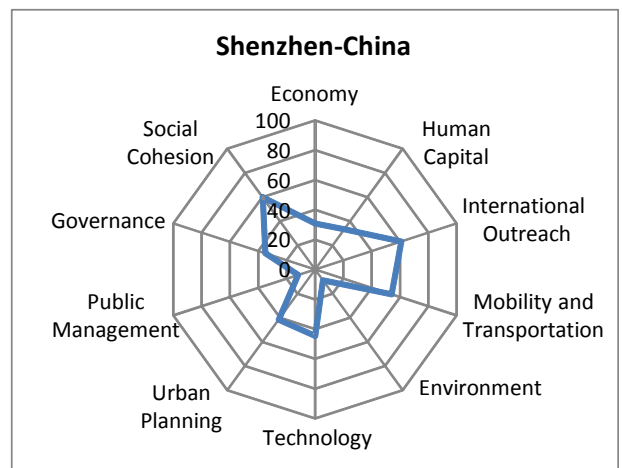 Shenzhen-China
Economy
Human
Capital
International
Outreach
Mobility and
Transportation
Environment
Technology
Urban
Planning
Public
Management
Governance
Social
Cohesion
100
80
60
40
20
0